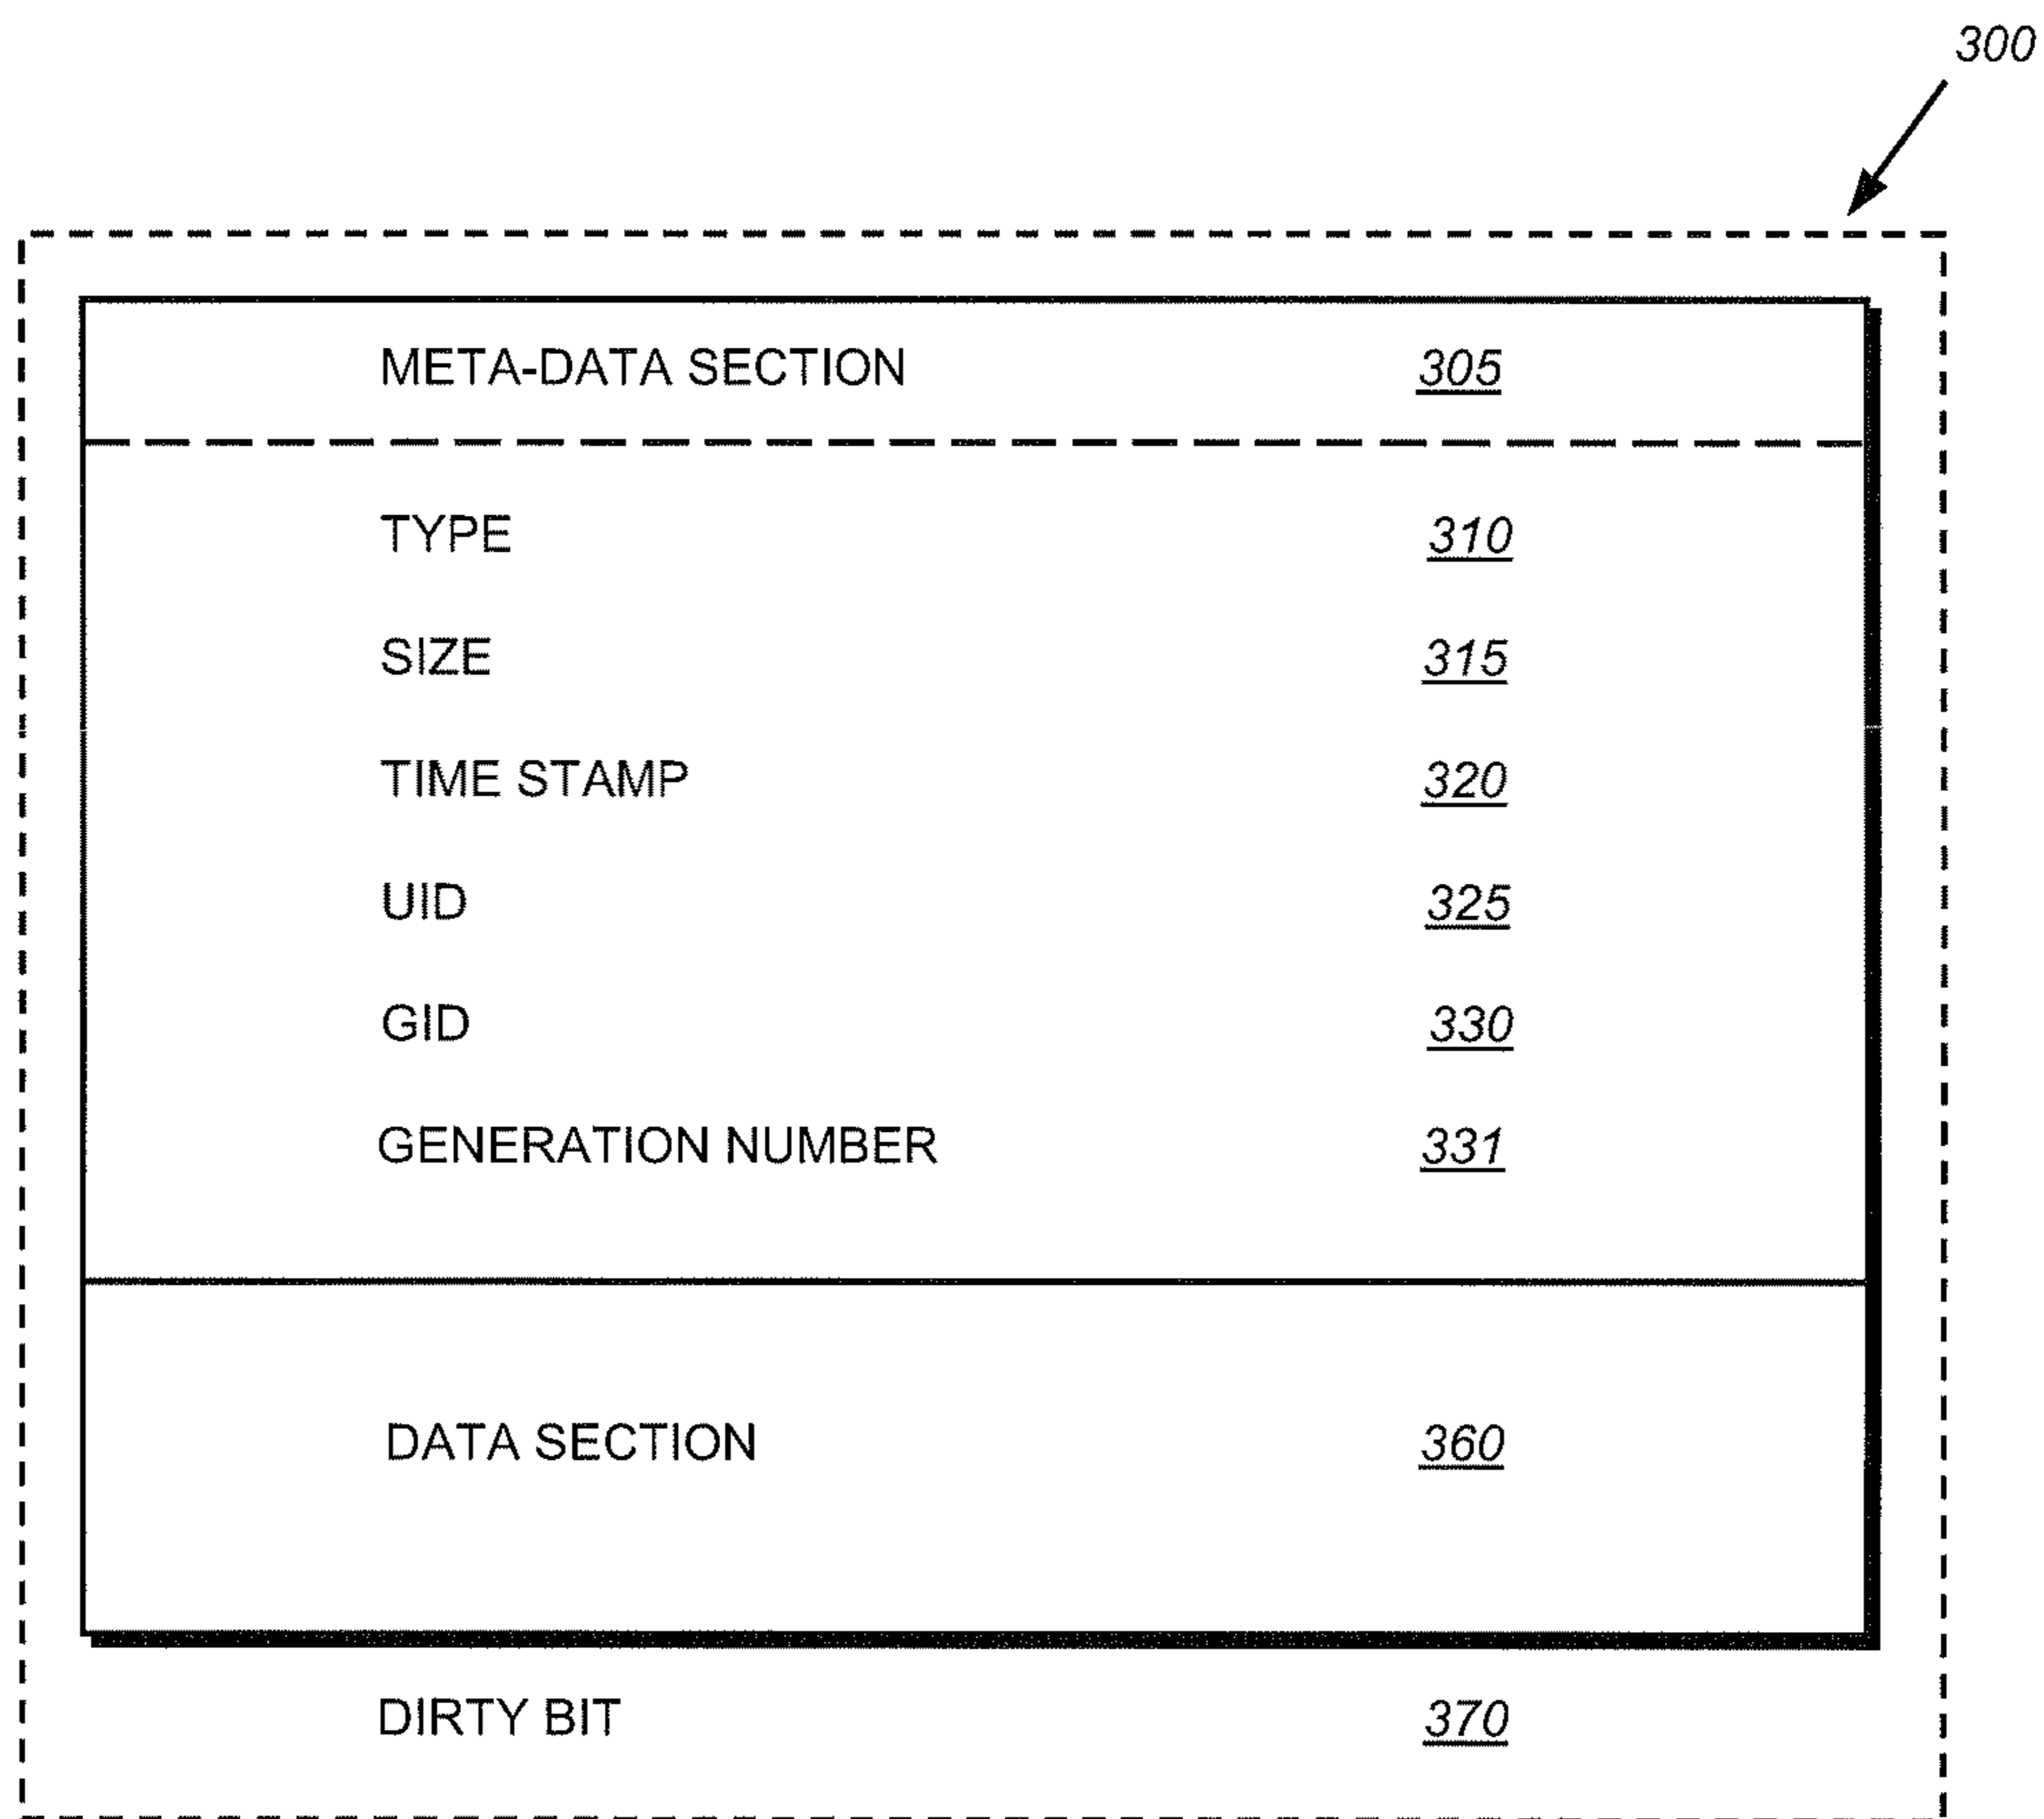 300
META-DATA SECTION 305
TYPE 310
SIZE 315
TIME STAMP 320
UID 325
GID 330
GENERATION NUMBER 331
DATA SECTION 360
DIRTY BIT 370